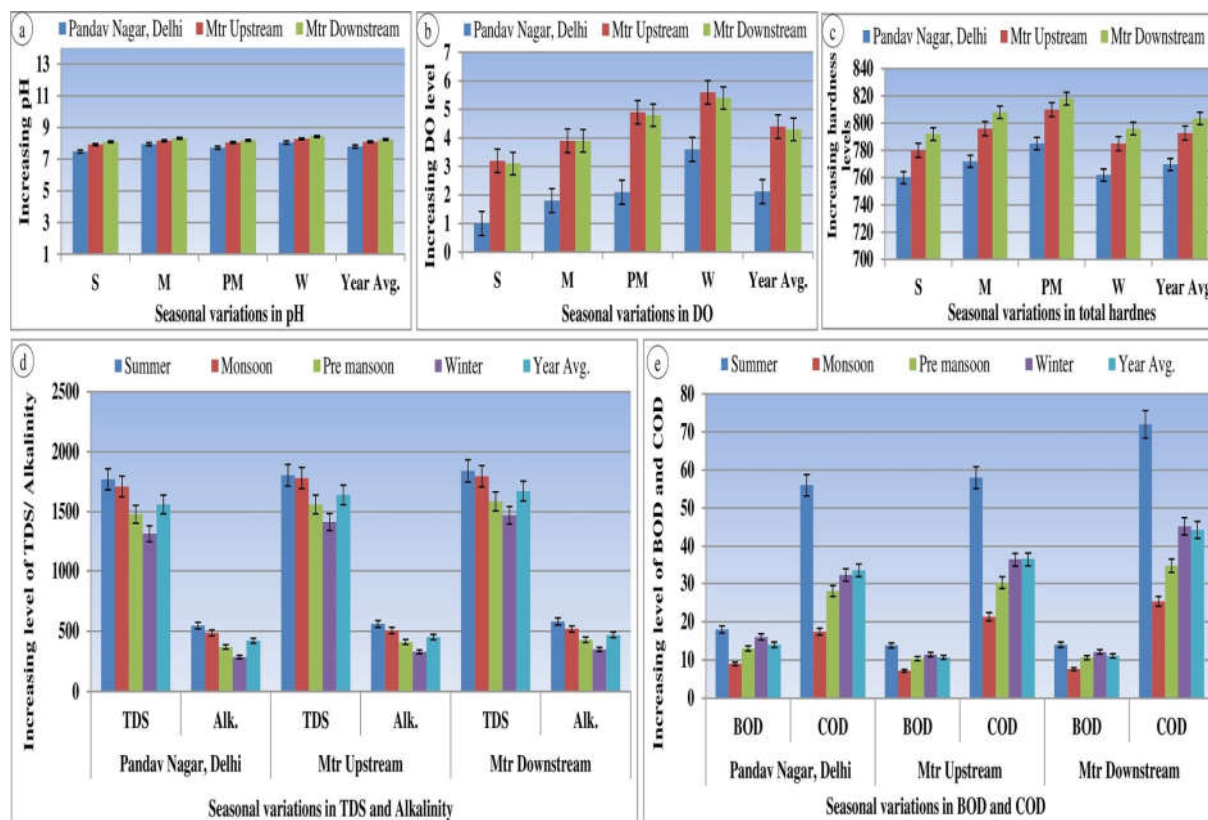 a
Pandav Nagar, Delhi Mtr Upstream Mtr Downstream
Increasing pH
13
11
9
7
5
3
1
S M PM W Year Avg.
Seasonal variations in pH
b
Pandav Nagar, Delhi Mtr Upstream Mtr Downstream
Increasing DO level
7
6
5
4
3
2
1
0
S M PM W Year Avg.
Seasonal variations in DO
c
Pandav Nagar, Delhi Mtr Upstream Mtr Downstream
Increasing hardness
levels
840
820
800
780
760
740
720
700
S M PM W Year Avg
Seasonal variations in total hardnes
d
Summer Monsoon Pre mansoon Winter Year Avg.
Increasing level of TDS/ Alkalinity
2500
2000
1500
1000
500
0
TDS Alk. TDS Alk. TDS Alk.
Pandav Nagar, Delhi Mtr Upstream Mtr Downstream
Seasonal variations in TDS and Alkalinity
e
Summer Monsoon Pre mansoon Winter Year Avg.
Increasing level of BOD and COD
80
70
60
50
40
30
20
10
0
BOD COD BOD COD BOD COD
Pandav Nagar, Delhi Mtr Upstream Mtr Downstream
Seasonal variations in BOD and COD